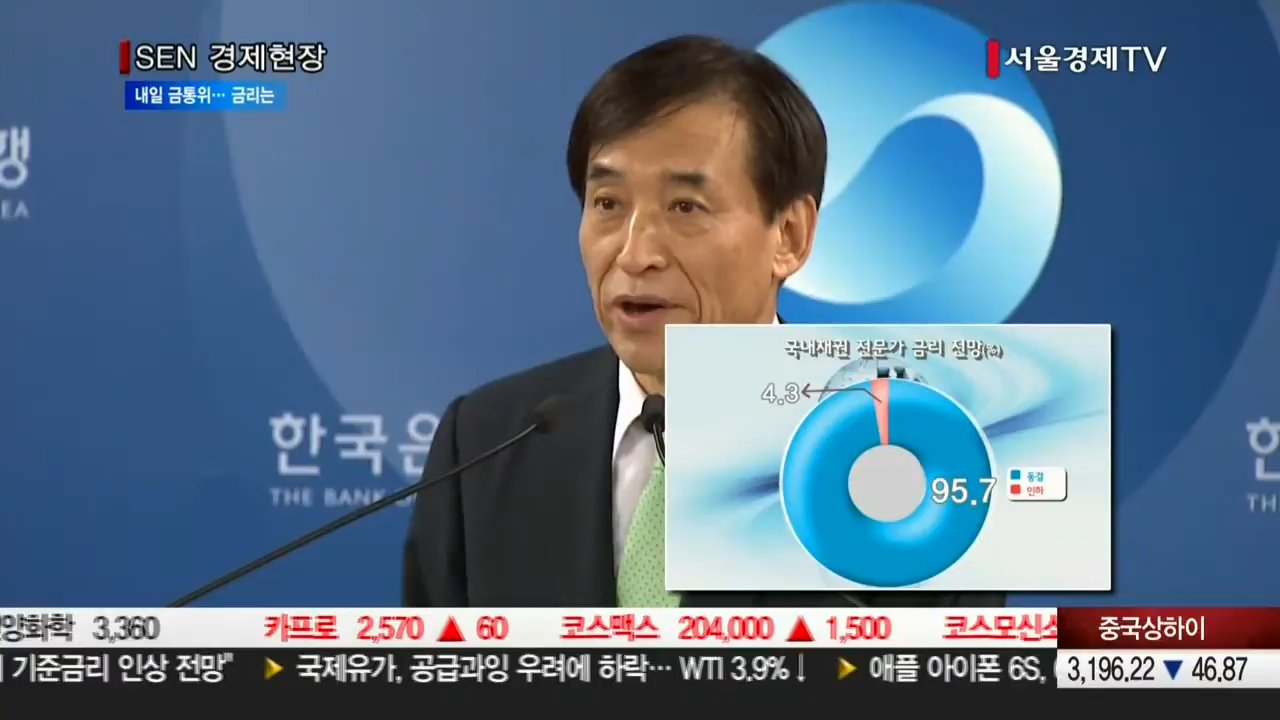 SEN 경제현장
서울경제TV
내일 금통위… 금리는
행
EA
국내채권 전문가 금리 전망(%)
4.3
95.7
동결
인하
한국은
THE BANK
한
TH
양화학 3,360 카프로 2,570 ▲ 60 코스맥스 204,000 ▲ 1,500 코스모신소
중국상하이
기준금리 인상 전망" ▶ 국제유가, 공급과잉 우려에 하락… WTI 3.9%↓ ▶ 애플 아이폰 6S,
3,196.22 ▼ 46.87